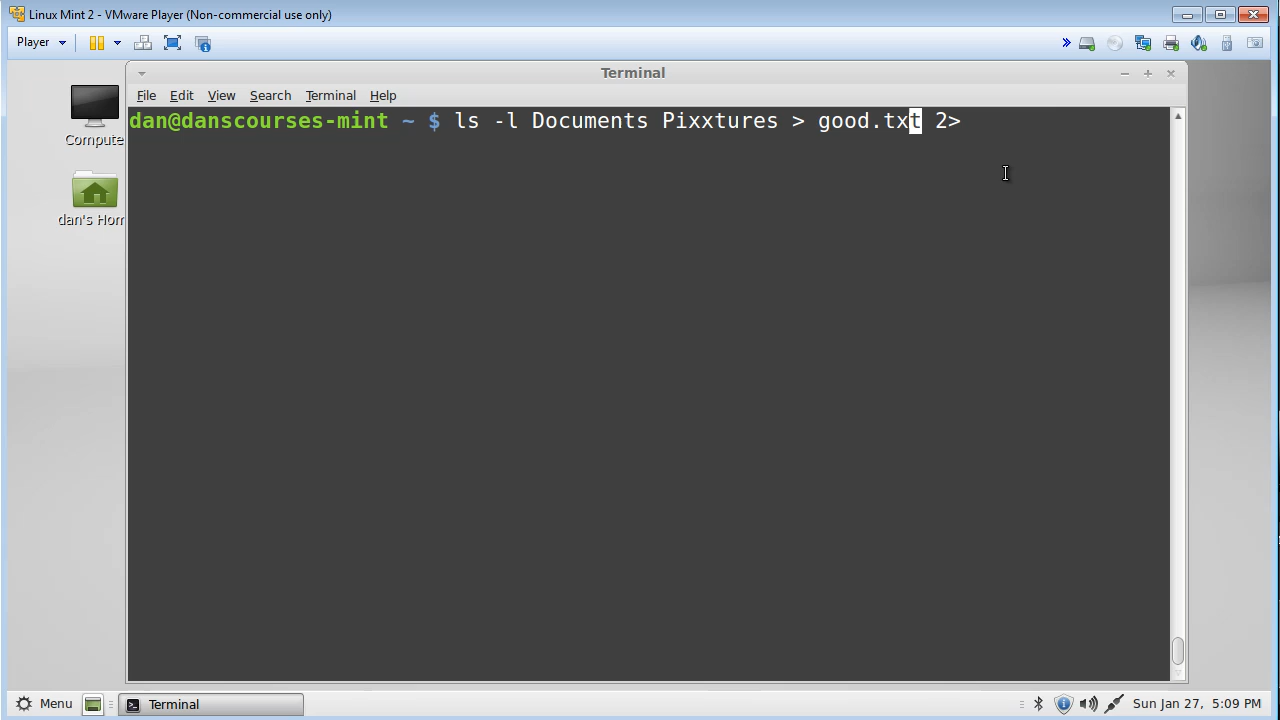 Linux Mint 2 - VMware Player (Non-commercial use only)
Player
Terminal
File Edit View Search Terminal Help
dan@danscourses-mint ~ $ ls -l Documents Pixxtures > good.txt 2>
Compute
dan's Hom
Menu Terminal Sun Jan 27, 5:09 PM